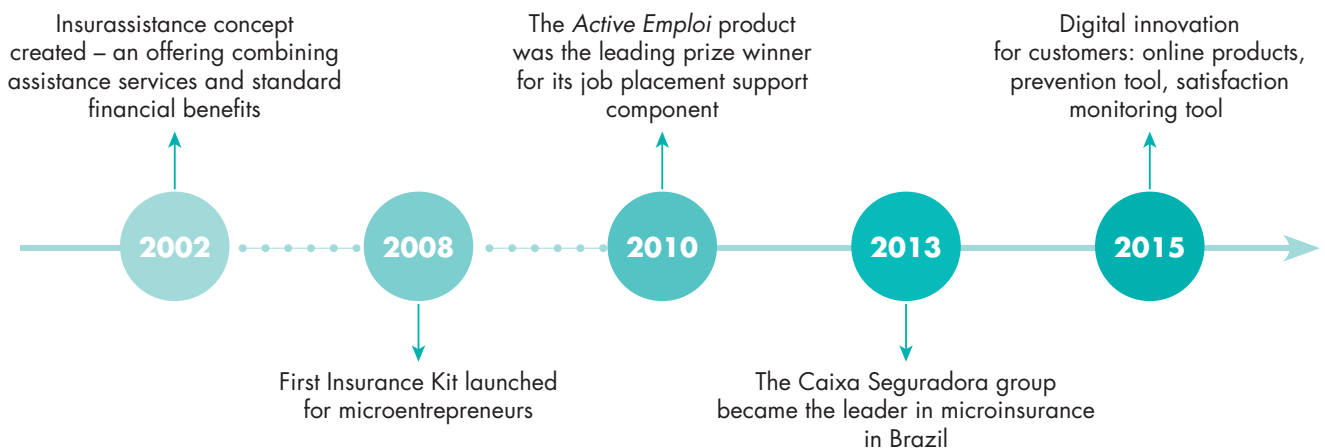 Insurassistance concept
created – an offering combining
assistance services and standard
financial benefits
The Active Emploi product
was the leading prize winner
for its job placement support
component
Digital innovation
for customers: online products,
prevention tool, satisfaction
monitoring tool
2002
2008
2010
2013
2015
First Insurance Kit launched
for microentrepreneurs
The Caixa Seguradora group
became the leader in microinsurance
in Brazil